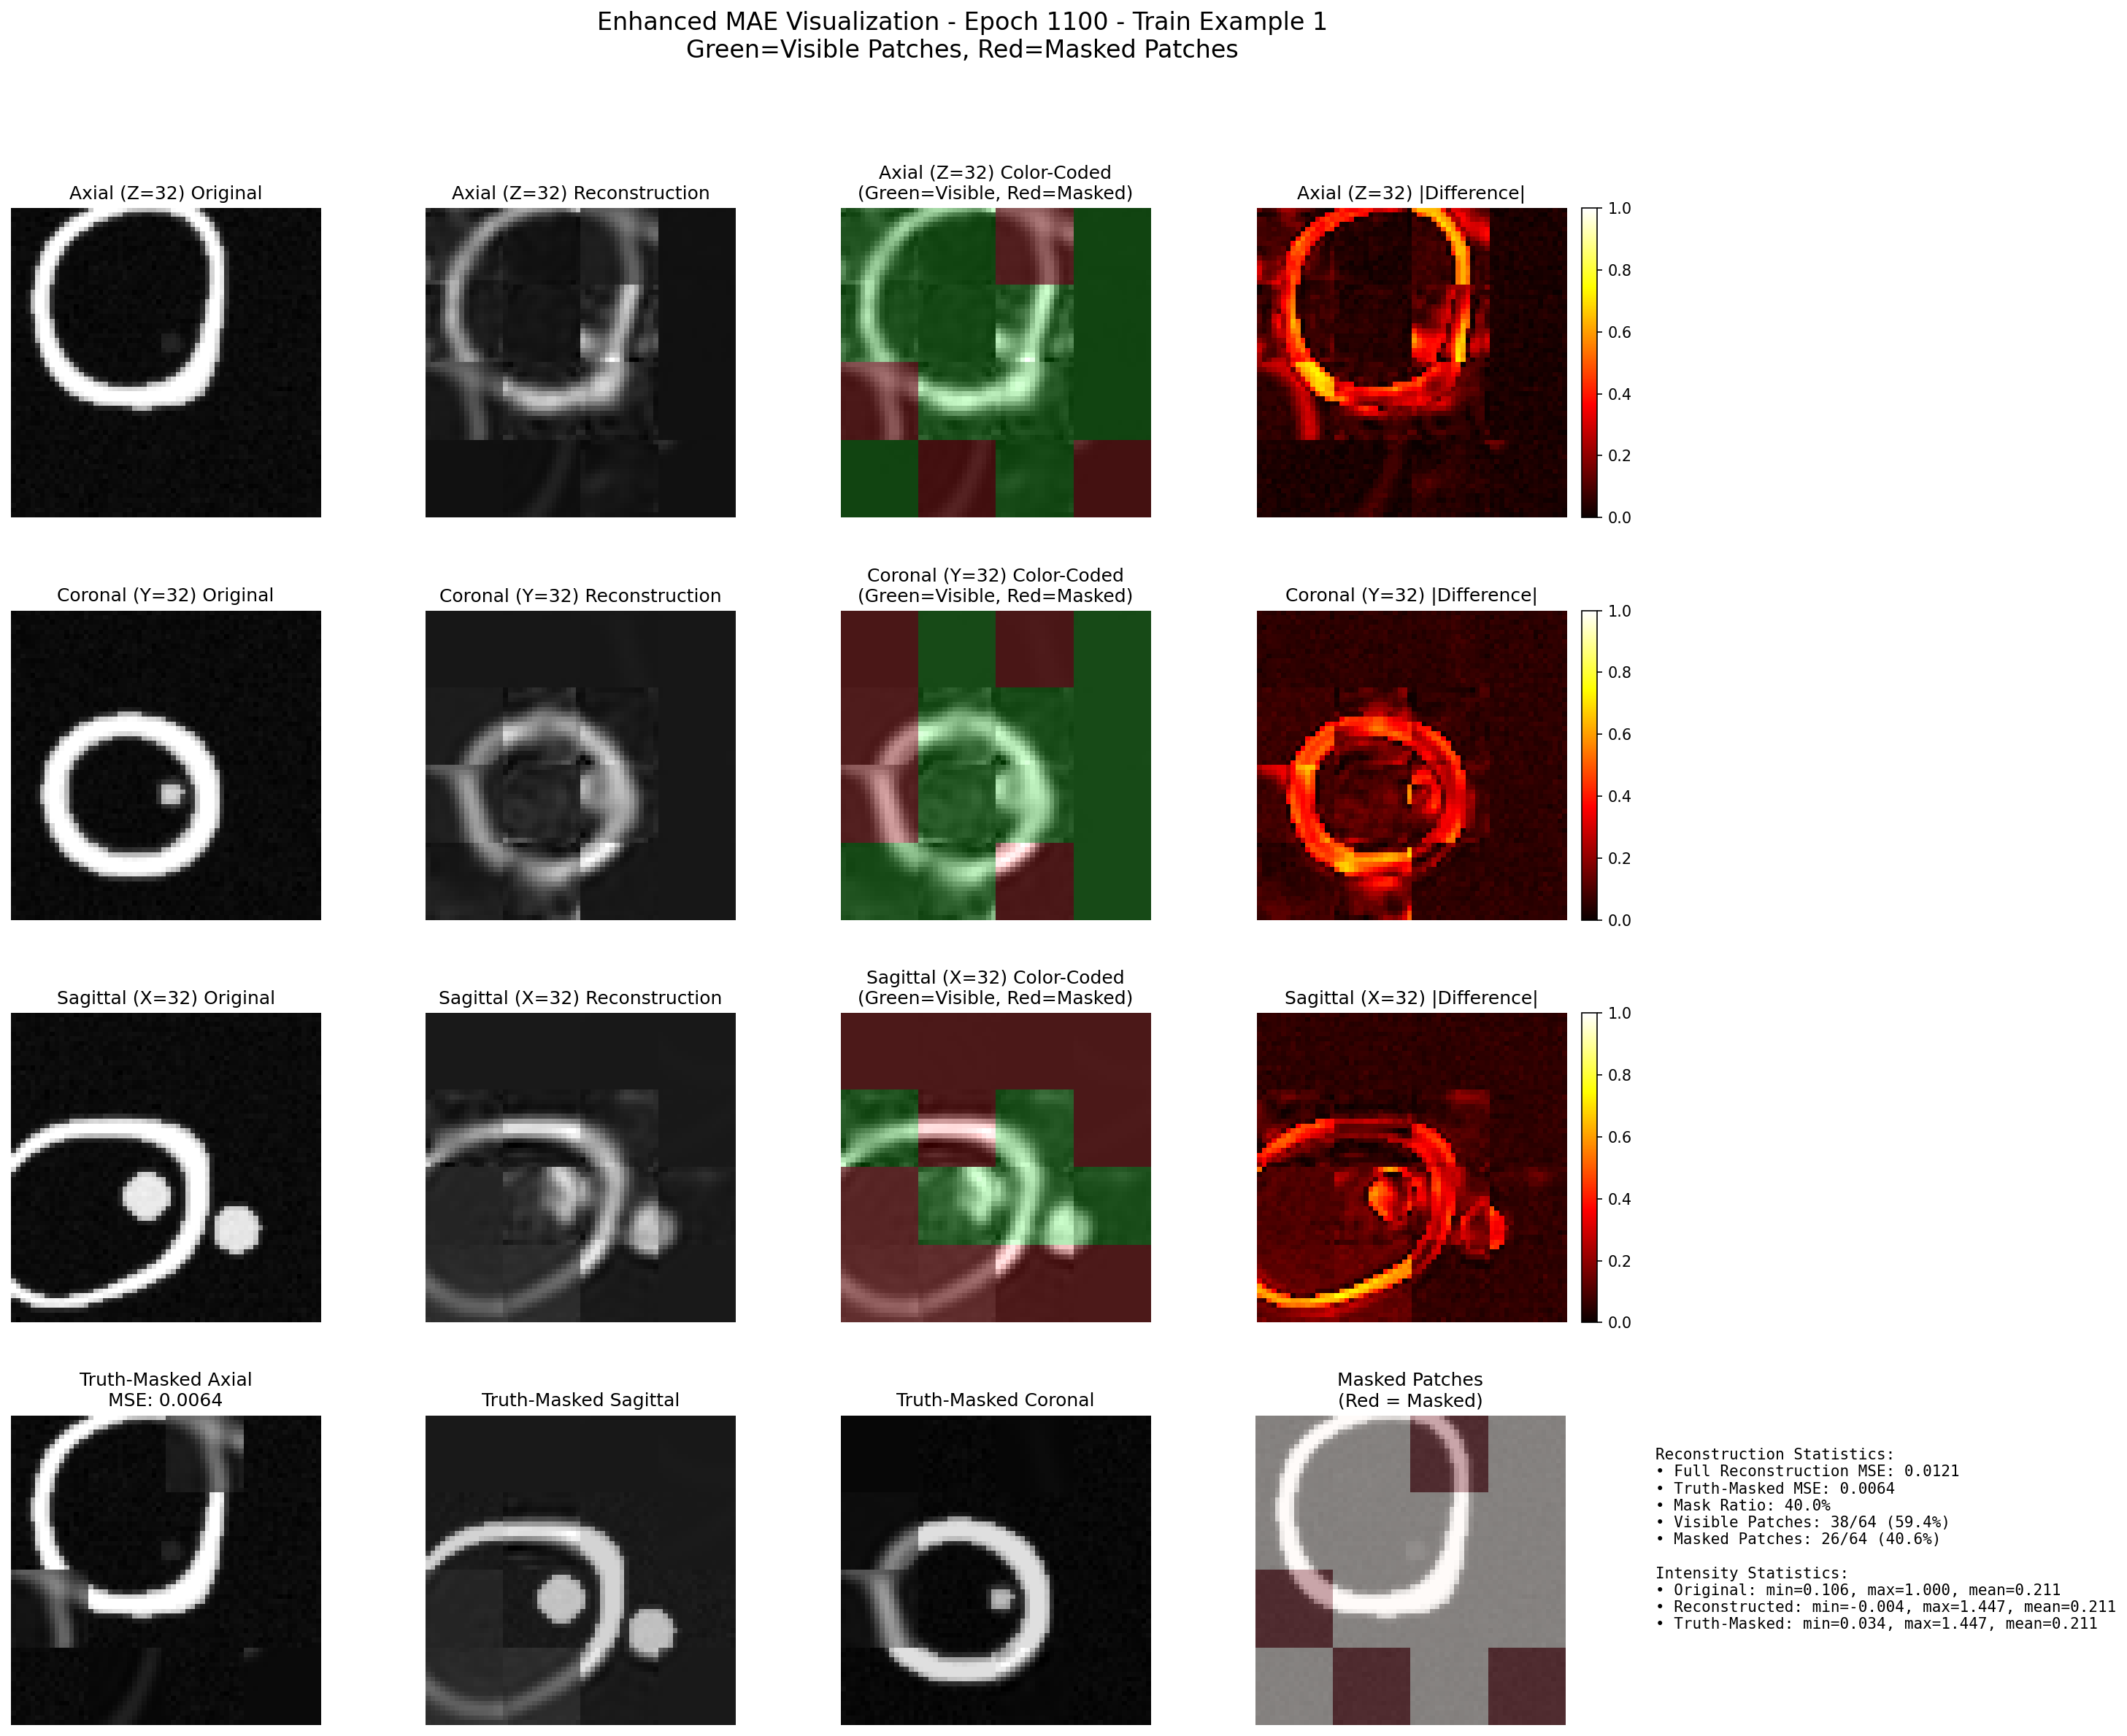 Enhanced MAE Visualization - Epoch 1100 - Train Example 1
Green=Visible Patches, Red=Masked Patches
Axial (Z=32) Original
Axial (Z=32) Reconstruction
Axial (Z=32) Color-Coded
(Green=Visible, Red=Masked)
Axial (Z=32) |Difference|
1.0
0.8
0.6
0.4
0.2
0.0
Coronal (Y=32) Original
Coronal (Y=32) Reconstruction
Coronal (Y=32) Color-Coded
(Green=Visible, Red=Masked)
Coronal (Y=32) |Difference|
1.0
0.8
0.6
0.4
0.2
0.0
Sagittal (X=32) Original
Sagittal (X=32) Reconstruction
Sagittal (X=32) Color-Coded
(Green=Visible, Red=Masked)
Sagittal (X=32) |Difference|
1.0
0.8
0.6
0.4
0.2
0.0
Truth-Masked Axial
MSE: 0.0064
Truth-Masked Sagittal
Truth-Masked Coronal
Masked Patches
(Red = Masked)
Reconstruction Statistics:
• Full Reconstruction MSE: 0.0121
• Truth-Masked MSE: 0.0064
• Mask Ratio: 40.0%
• Visible Patches: 38/64 (59.4%)
• Masked Patches: 26/64 (40.6%)
Intensity Statistics:
• Original: min=0.106, max=1.000, mean=0.211
• Reconstructed: min=-0.004, max=1.447, mean=0.211
• Truth-Masked: min=0.034, max=1.447, mean=0.211